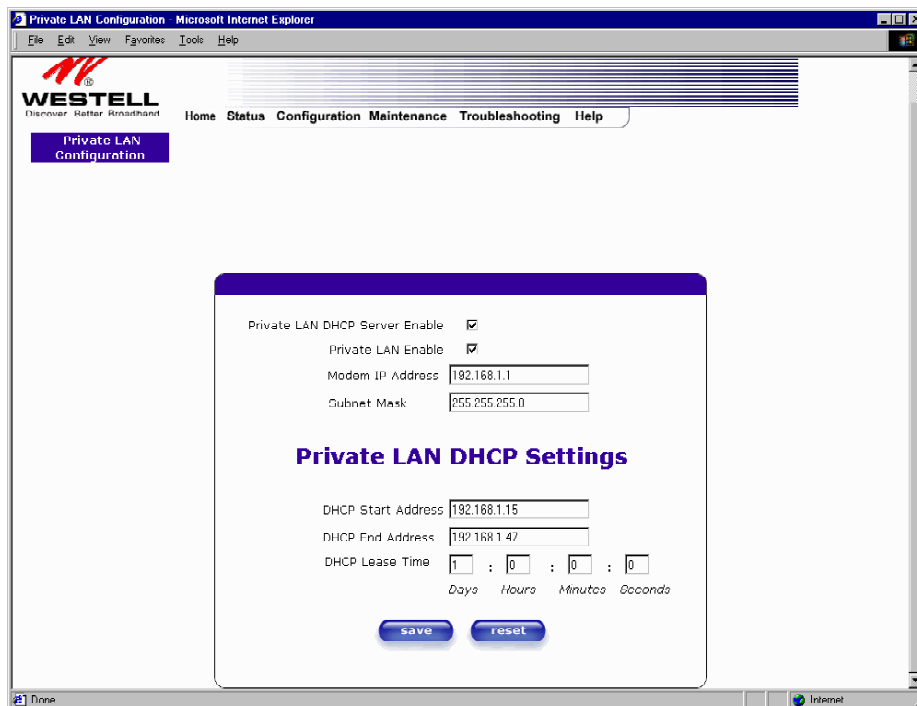 Private LAN Configuration - Microsoft Internet Explorer
File Edit View Favorites Tools Help
®
WESTELL
Discover Better Broadband
Home Status Configuration Maintenance Troubleshooting Help
Private LAN
Configuration
Private LAN DHCP Server Enable
Private LAN Enable
Modem IP Address 192.168.1.1
Subnet Mask 255.255.255.0
Private LAN DHCP Settings
DHCP Start Address 192.168.1.15
DHCP End Address 192.168.1.47
DHCP Lease Time 1 : 0 : 0 : 0
Days Hours Minutes Seconds
save reset
Done Internet